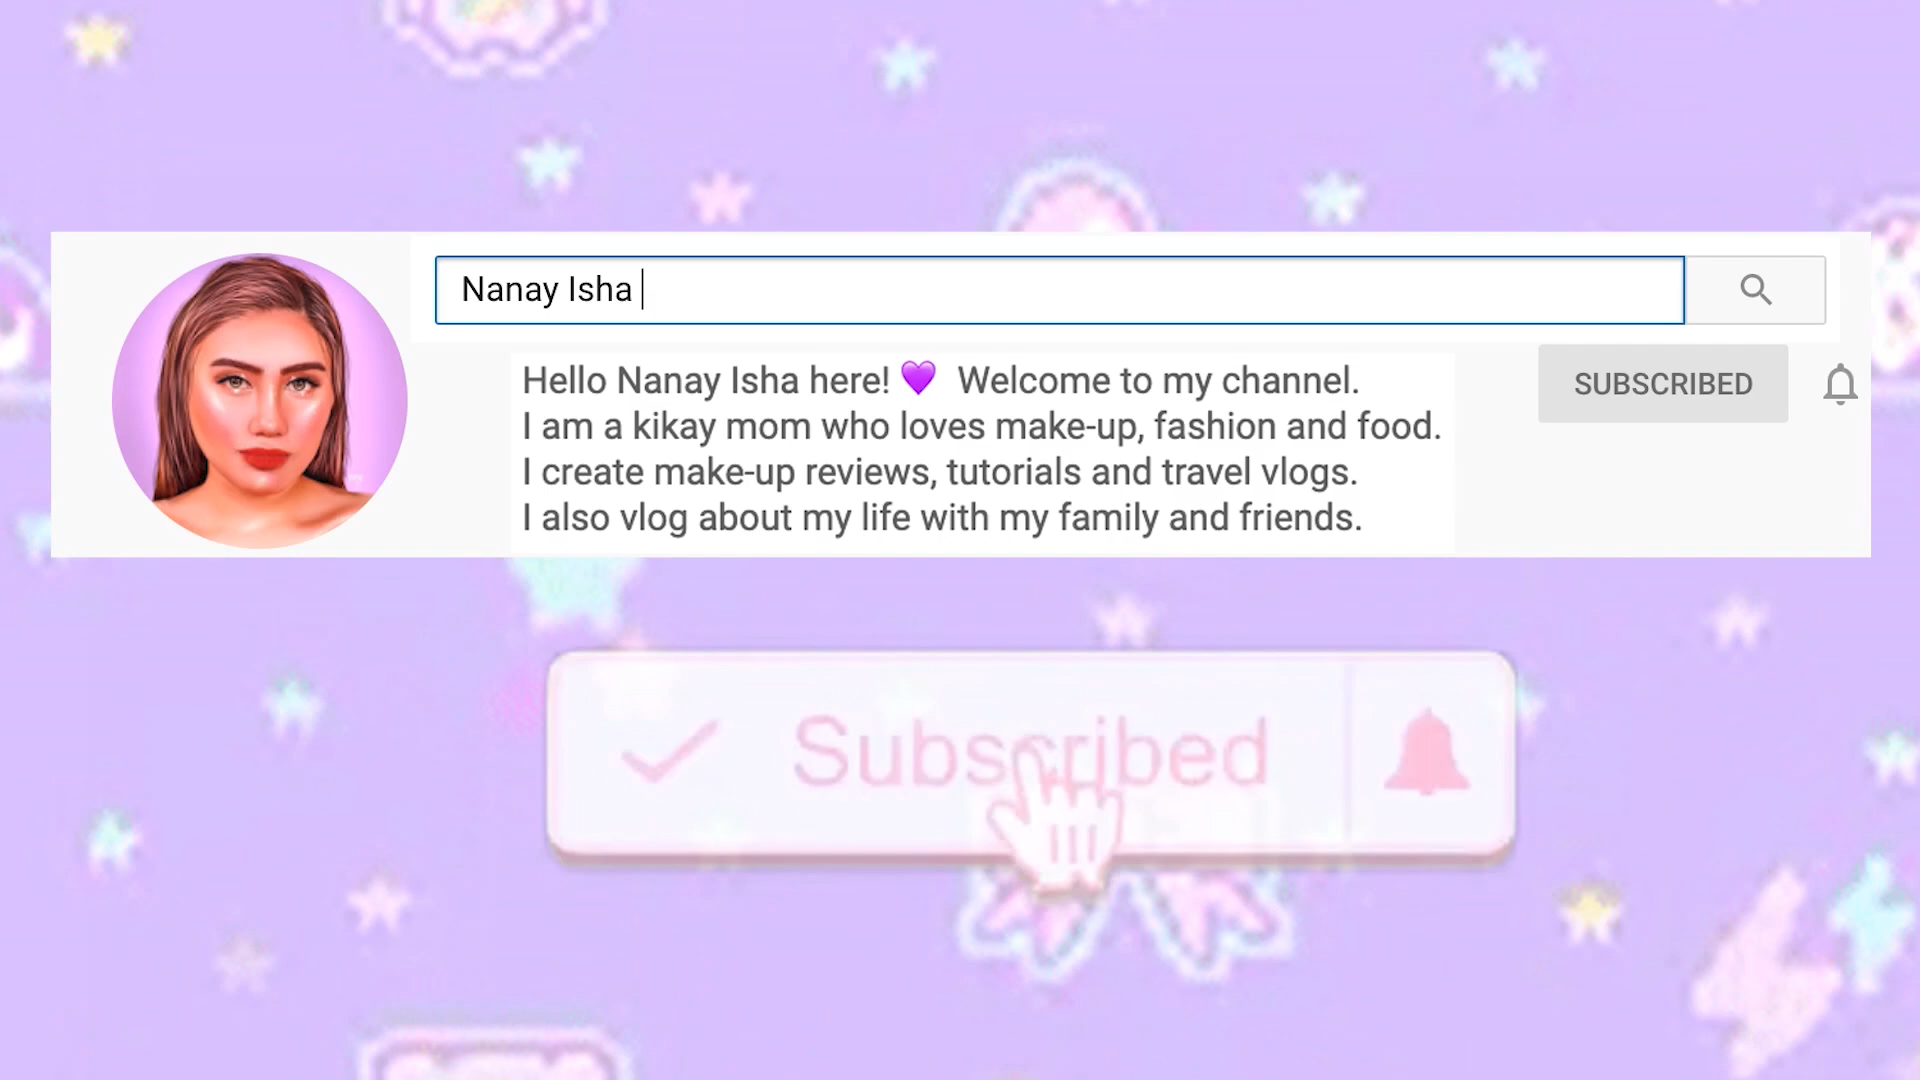 Nanay Isha
Hello Nanay Isha here! 💜 Welcome to my channel.
SUBSCRIBED
I am a kikay mom who loves make-up, fashion and food.
I create make-up reviews, tutorials and travel vlogs.
I also vlog about my life with my family and friends.
Subscribed